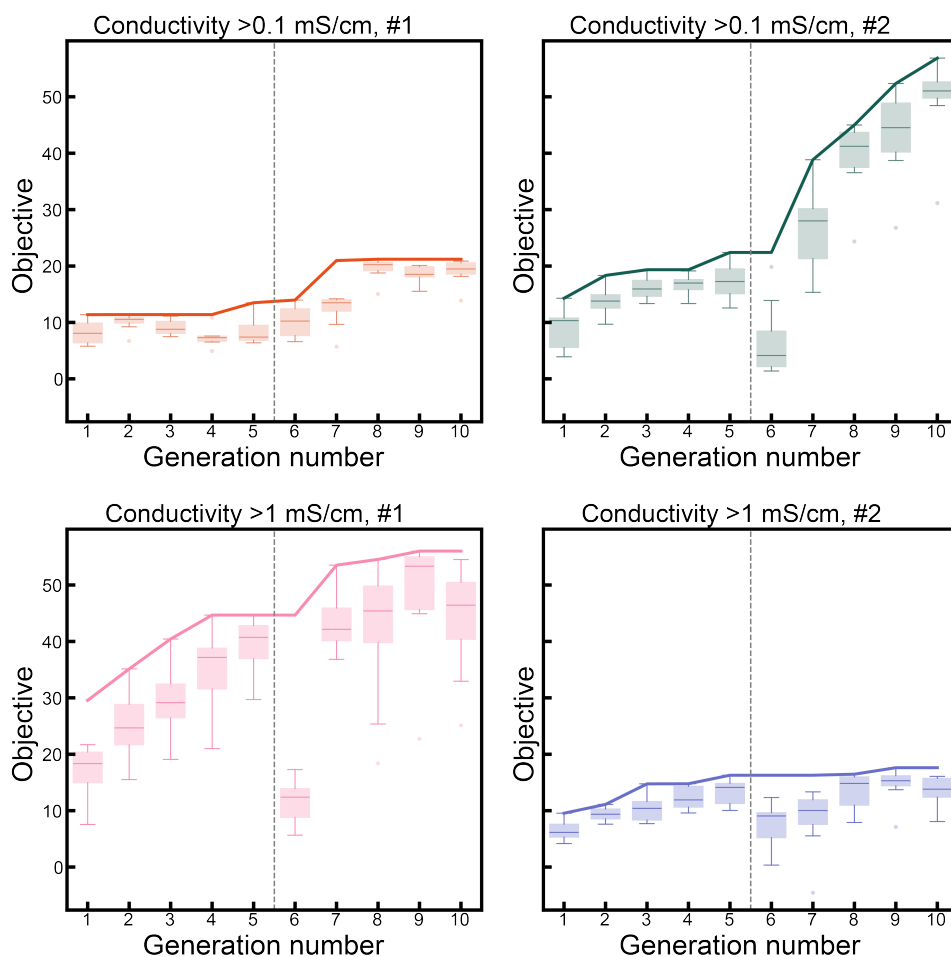 Conductivity >0.1 mS/cm, #1
Objective
50
40
30
20
10
0
1 2 3 4 5 6 7 8 9 10
Generation number
Conductivity >0.1 mS/cm, #2
Objective
1 2 3 4 5 6 7 8 9 10
Generation number
Conductivity >1 mS/cm, #1
Objective
50
40
30
20
10
0
1 2 3 4 5 6 7 8 9 10
Generation number
Conductivity >1 mS/cm, #2
Objective
1 2 3 4 5 6 7 8 9 10
Generation number